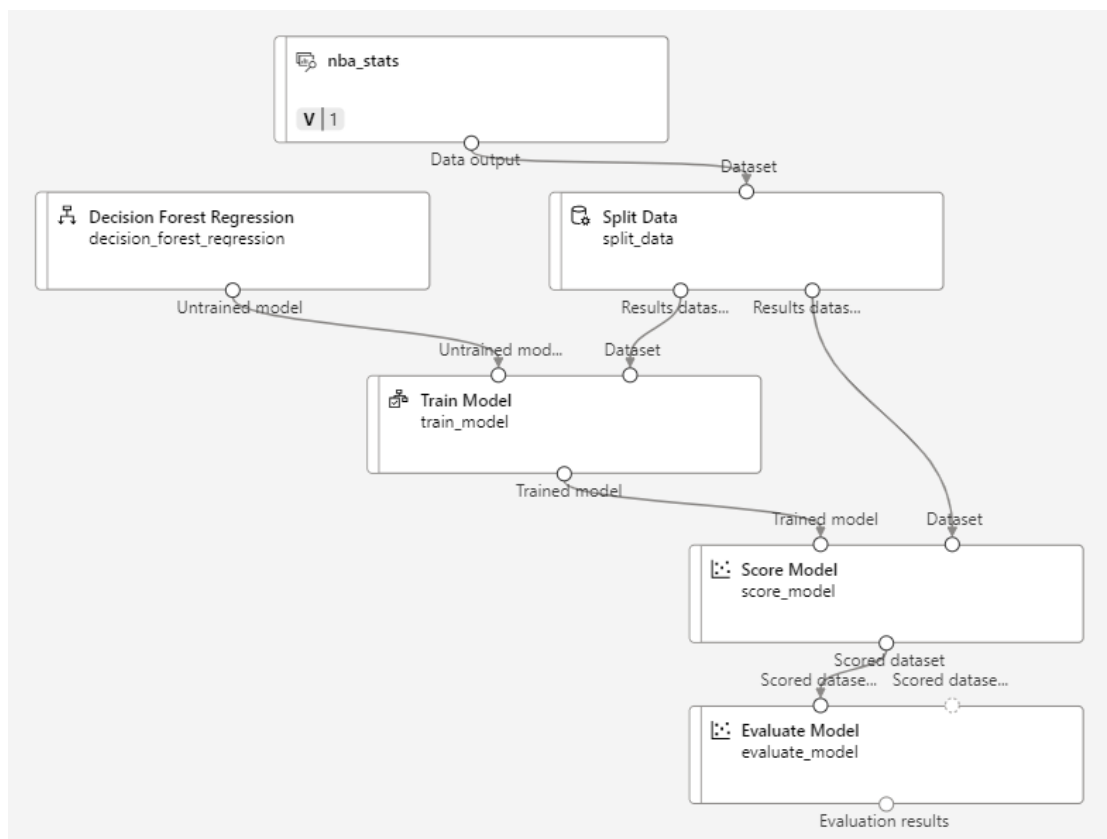 nba_stats
V | 1
Data output
Dataset
Decision Forest Regression
decision_forest_regression
Untrained model
Split Data
split_data
Results datas...
Results datas...
Untrained mod...
Dataset
Train Model
train_model
Trained model
Trained model
Dataset
Score Model
score_model
Scored dataset
Scored datase...
Scored datase...
Evaluate Model
evaluate_model
Evaluation results